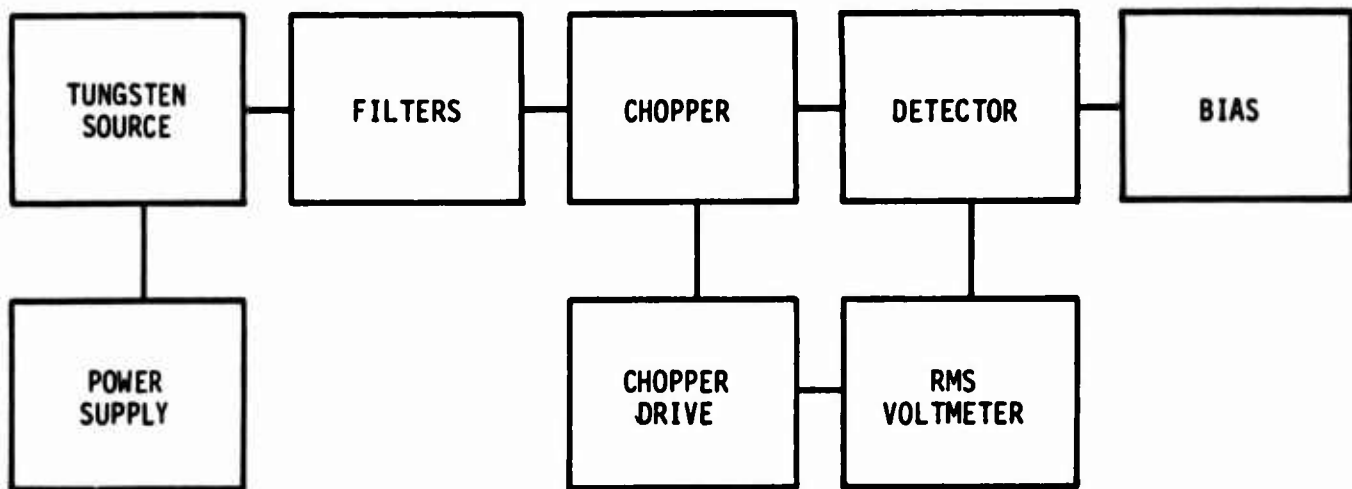 TUNGSTEN
SOURCE
FILTERS
CHOPPER
DETECTOR
BIAS
POWER
SUPPLY
CHOPPER
DRIVE
RMS
VOLTMETER